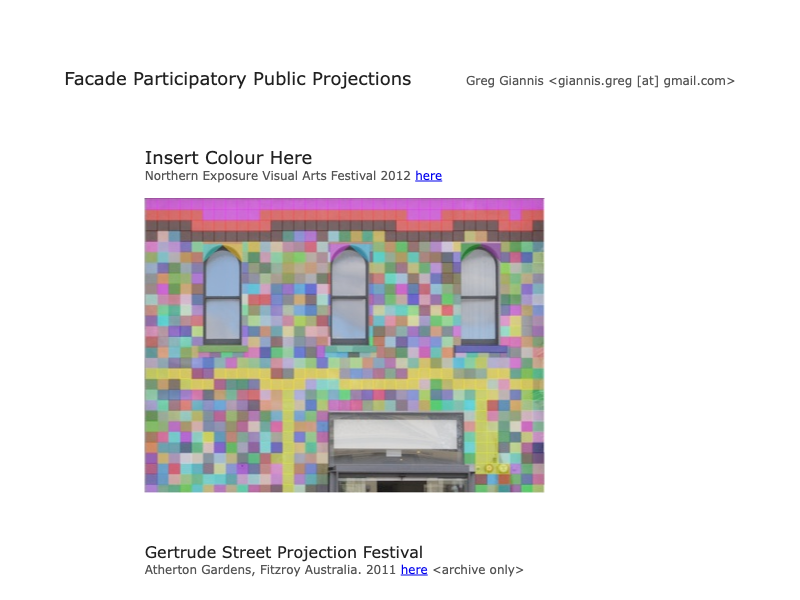 Facade Participatory Public Projections
Greg Giannis <giannis.greg [at] gmail.com>
Insert Colour Here
Northern Exposure Visual Arts Festival 2012 here
Gertrude Street Projection Festival
Atherton Gardens, Fitzroy Australia. 2011 here <archive only>